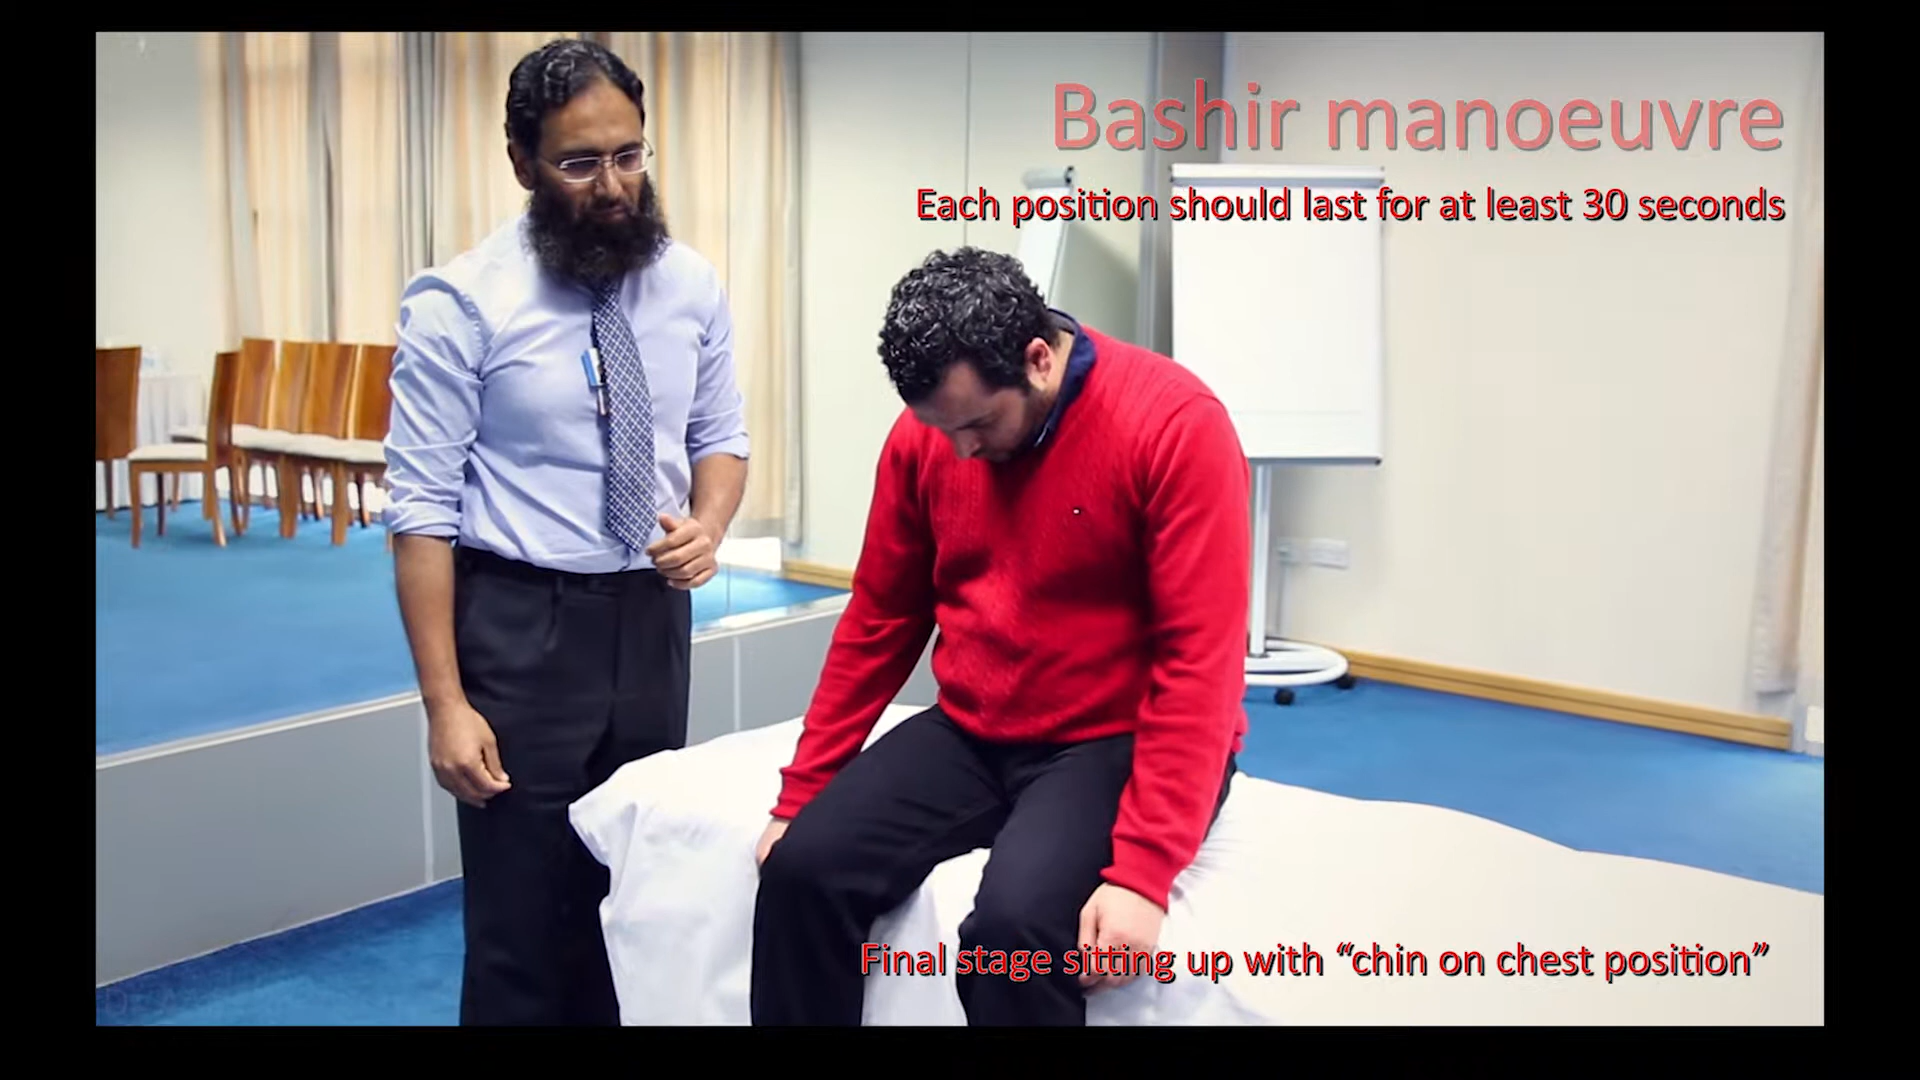 Bashir manoeuvre
Each position should last for at least 30 seconds
Final stage sitting up with “chin on chest position”